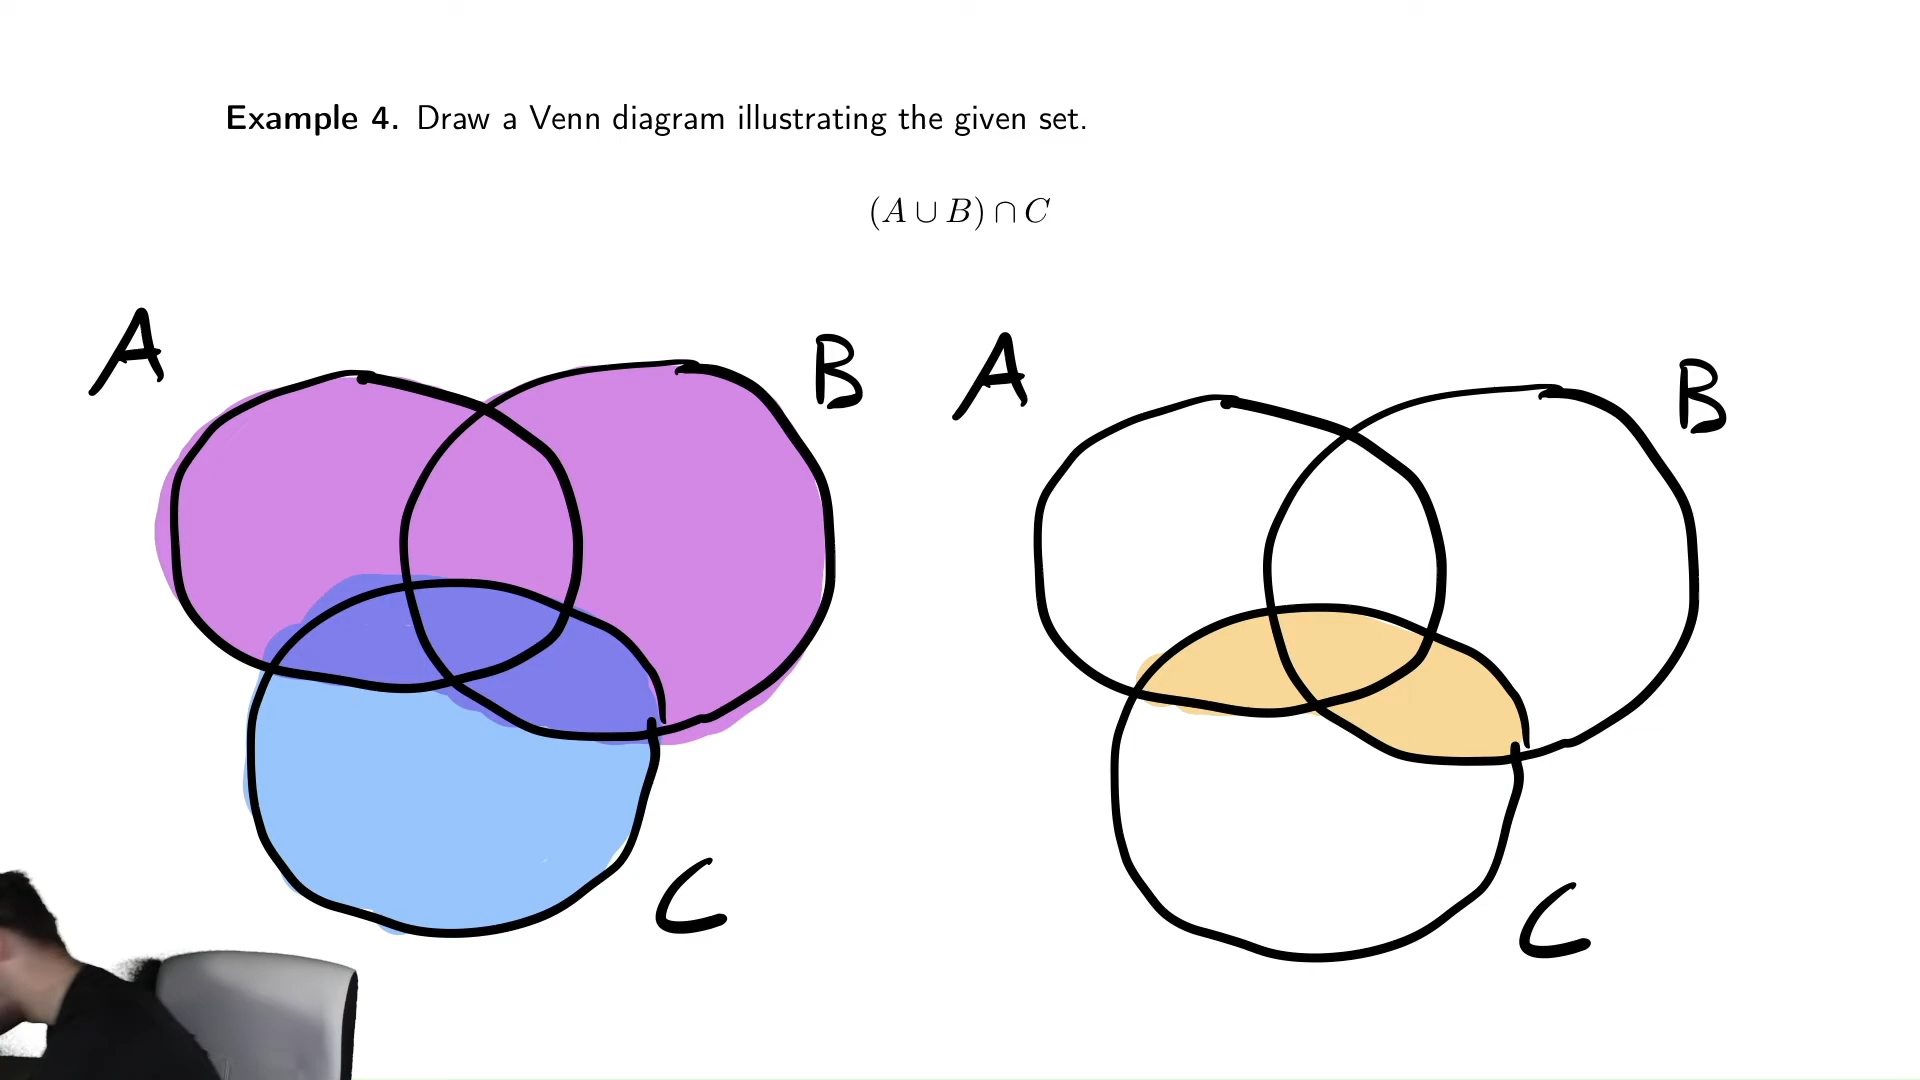 Example 4. Draw a Venn diagram illustrating the given set.
(A ∪ B) ∩ C
A B A B
C C